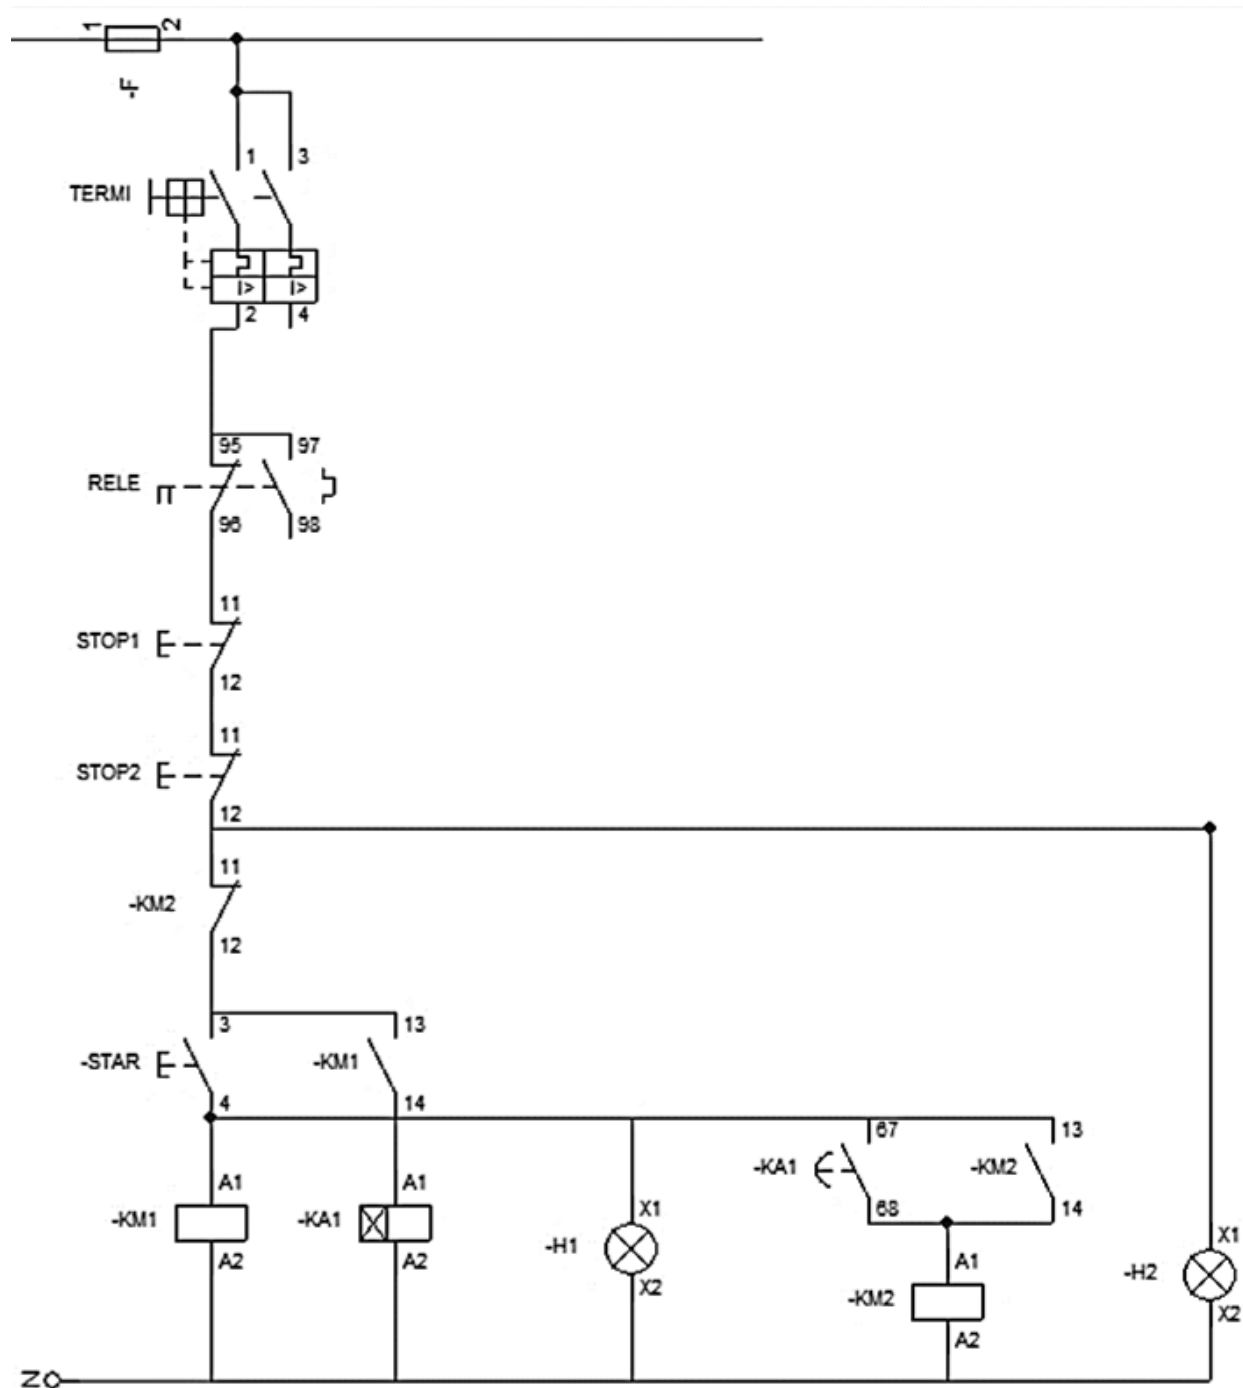 1 2
-F
1 3
TERMI
I> I>
2 4
95 97
RELE
96 98
11
STOP1
12
11
STOP2
12
11
-KM2
12
3 13
-STAR -KM1
4 14
67 13
-KA1 -KM2
68 14
A1 A1
-KM1 -KA1
A2 A2
X1
-H1
X2
A1
-KM2
A2
X1
-H2
X2
N